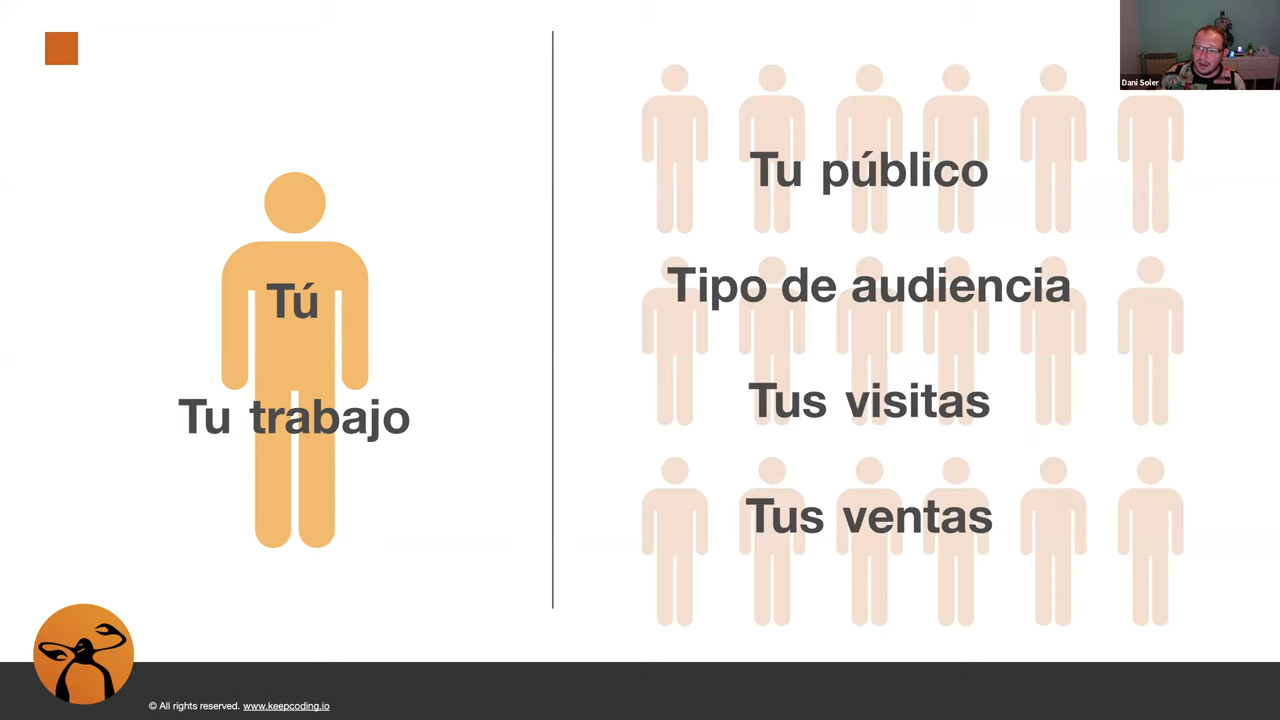 Tú
Tu trabajo
Tu público
Tipo de audiencia
Tus visitas
Tus ventas
Dani Soler
© All rights reserved. www.keepcoding.io